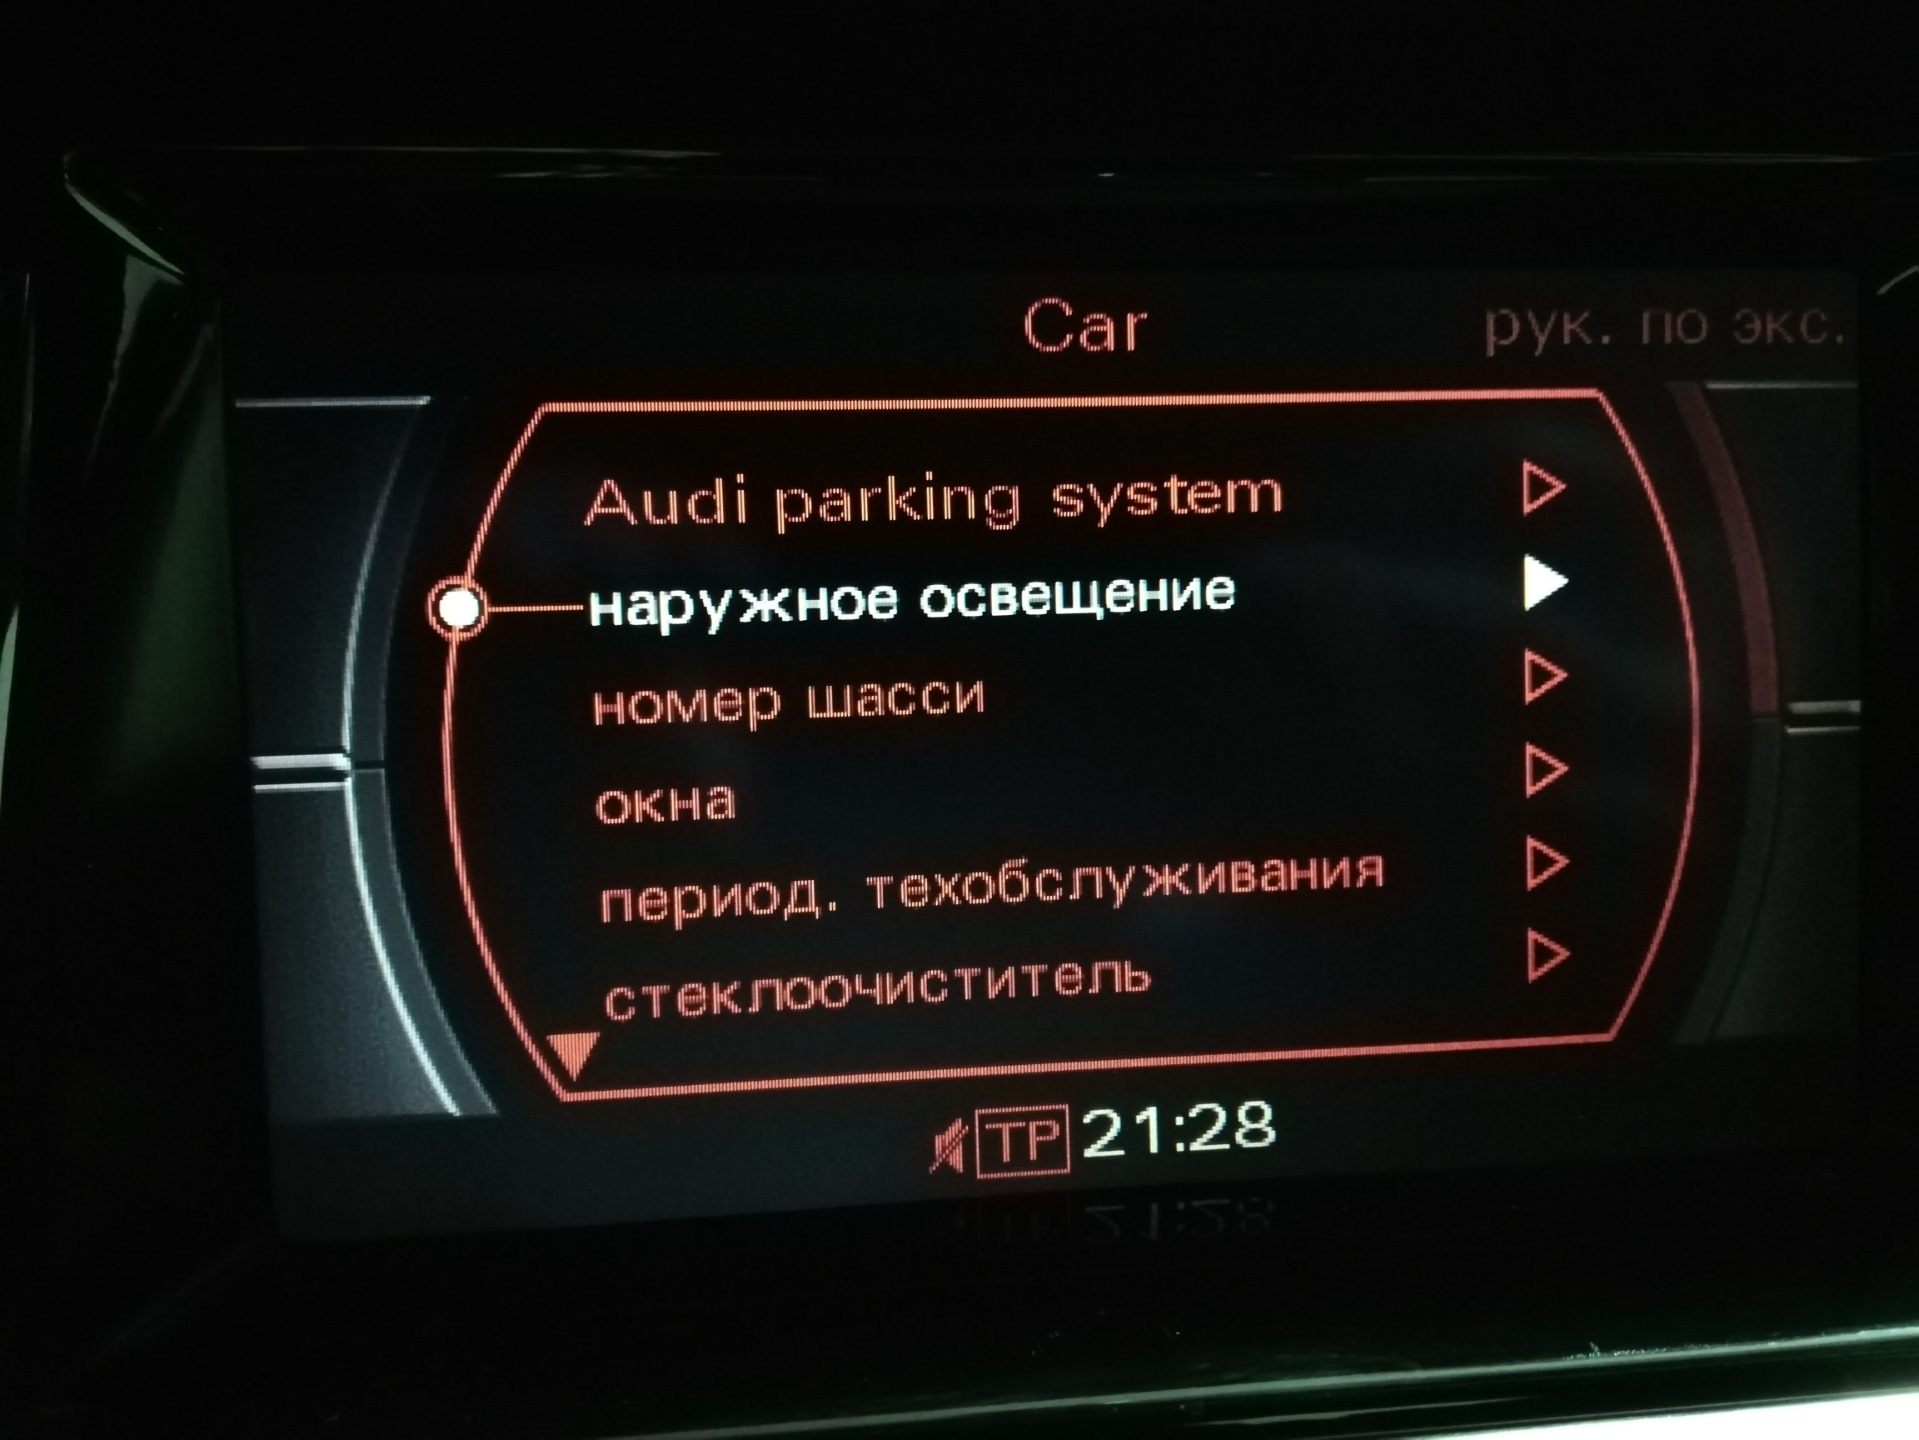 Car
рук. по экс.
Audi parking system
наружное освещение
номер шасси
окна
период. техобслуживания
стеклоочиститель
TP 21:28